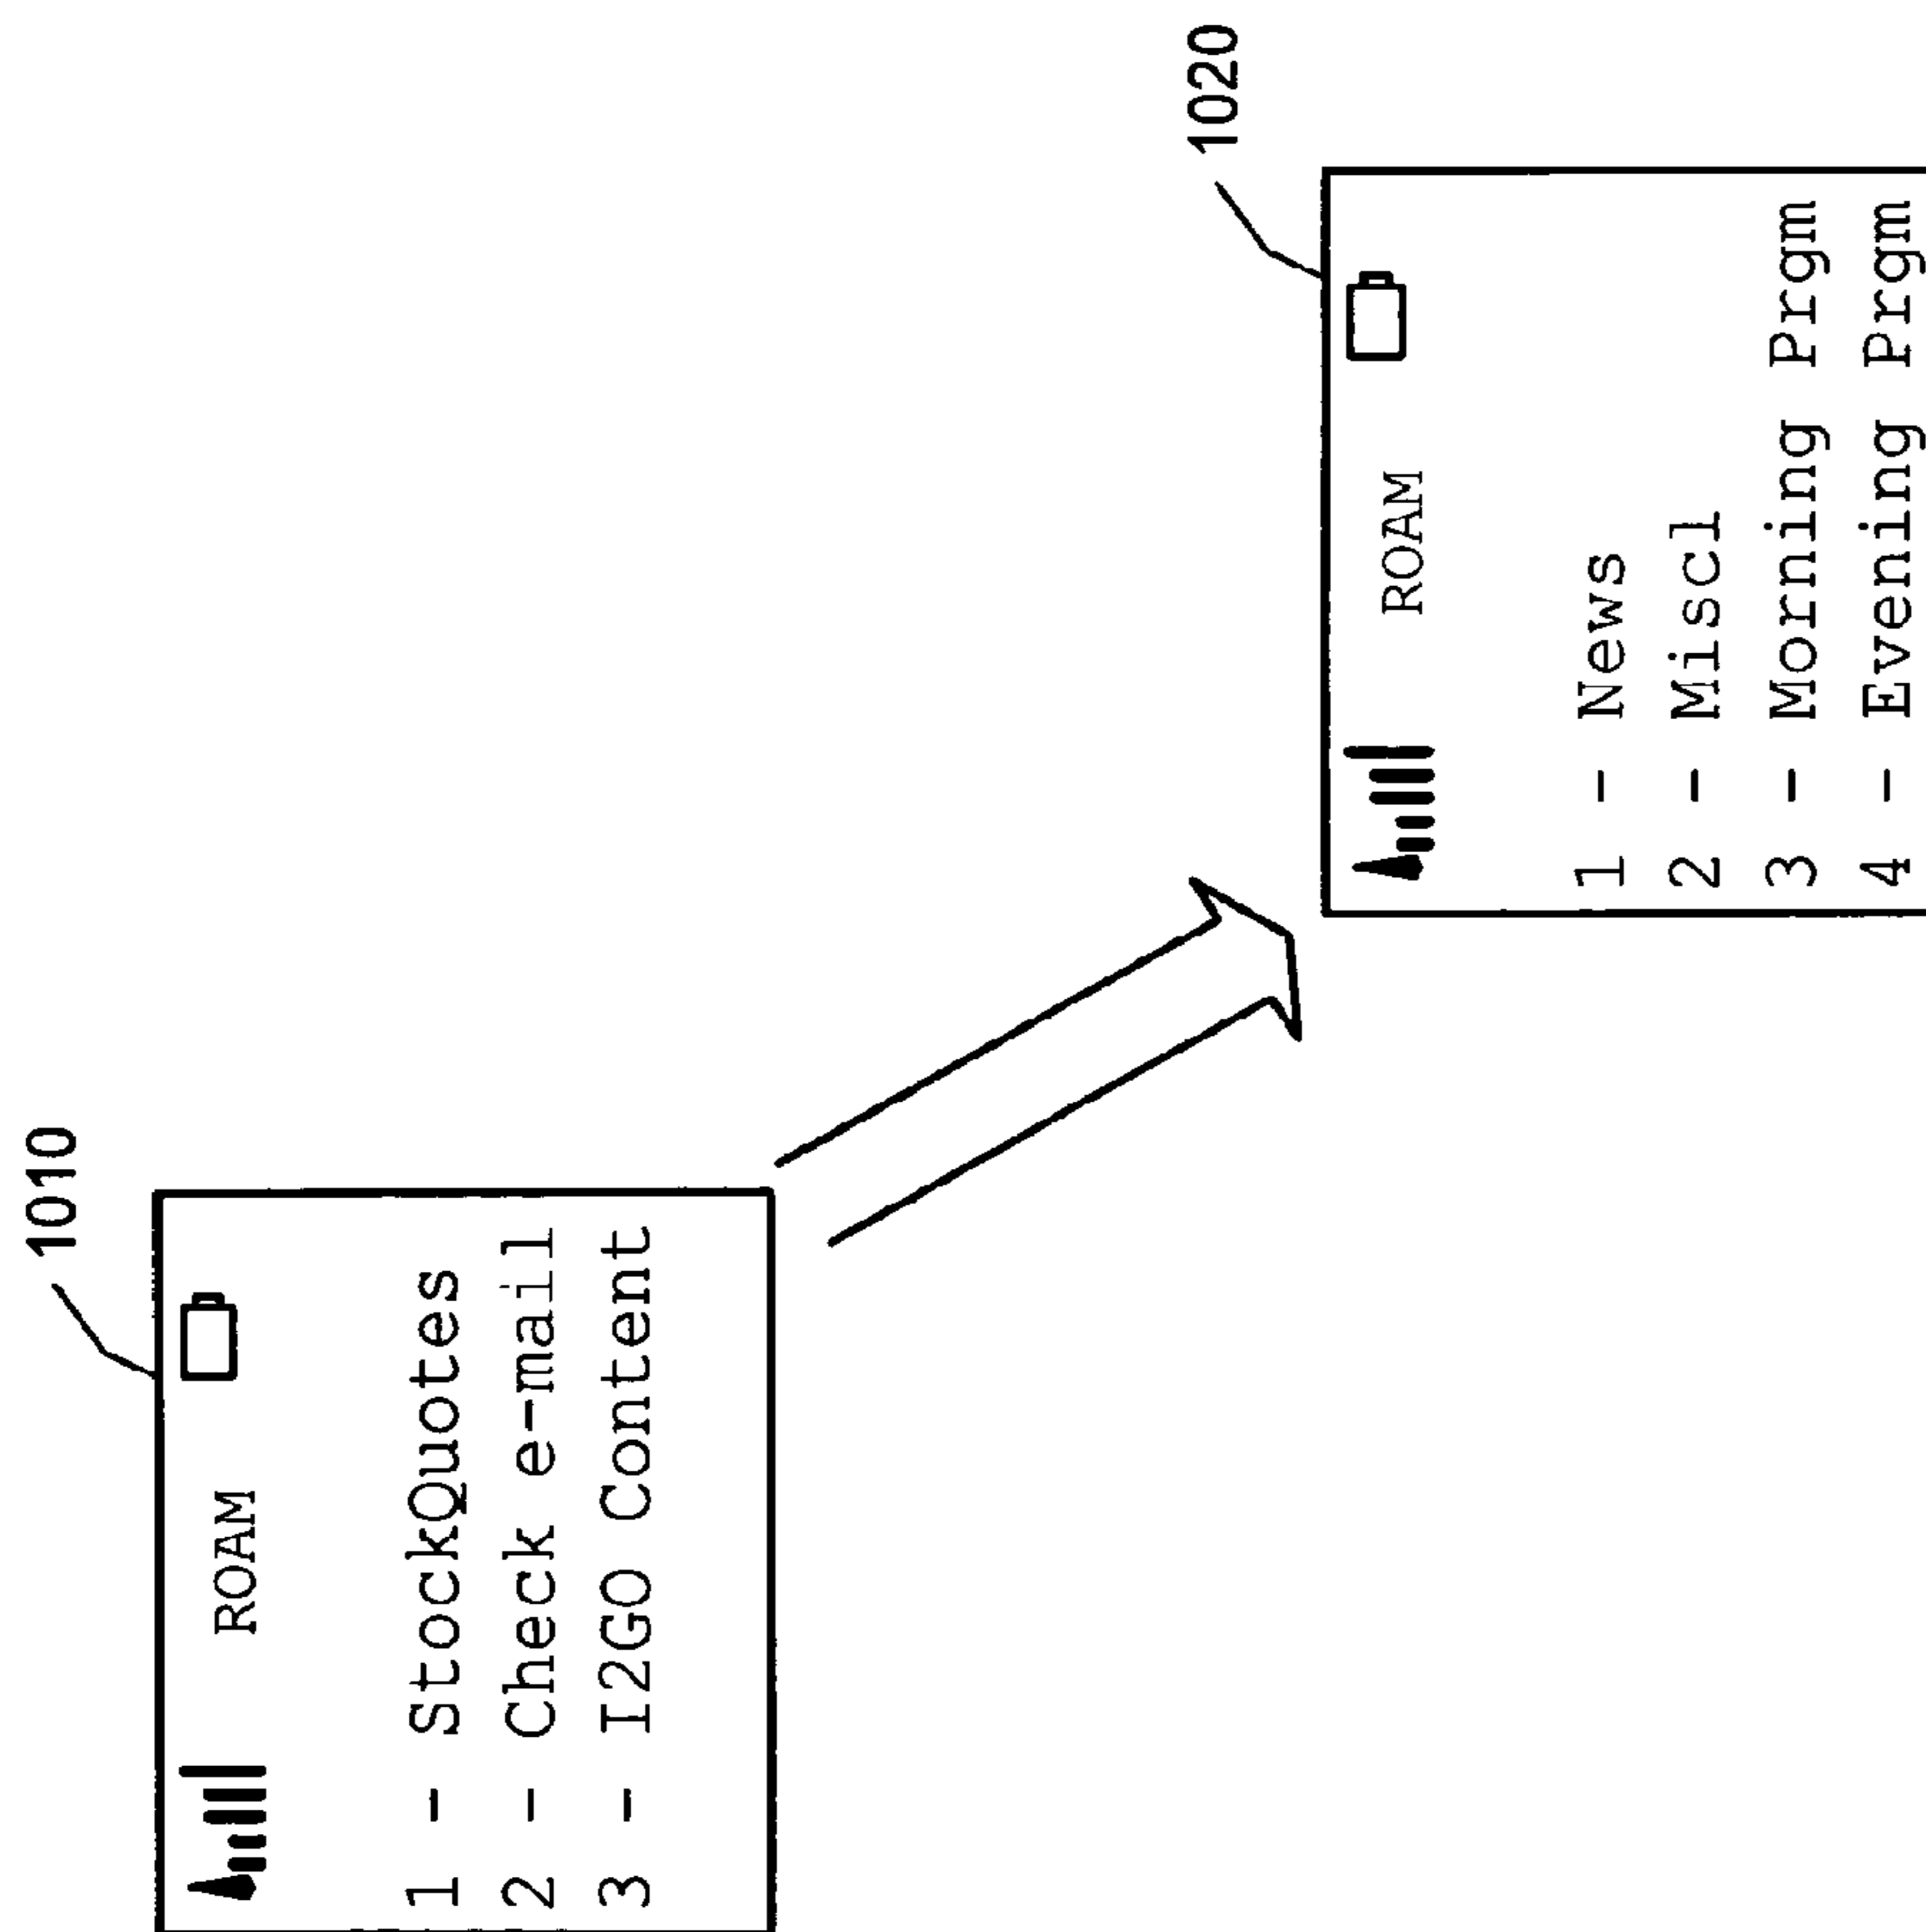 1010
ROAM
1 - StockQuotes
2 - Check e-mail
3 - I2GO Content
1020
ROAM
1 - News
2 - Miscl
3 - Morning Prgm
4 - Evening Prgm